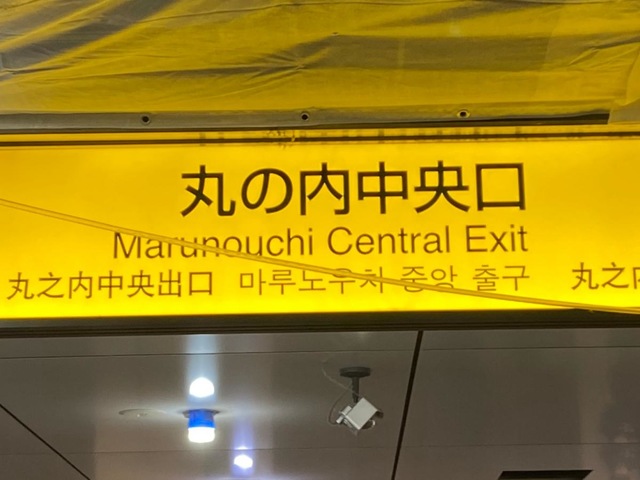 丸の内中央口
Marunouchi Central Exit
丸之内中央出口 마루노우치 중앙 출구 丸之内